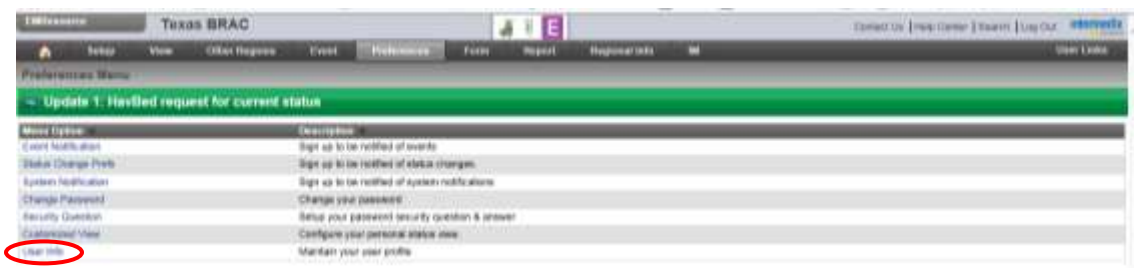 EMResource Texas BRAC E Contact Us | Help Center | Search | Log Out intermedix
Setup View Other Regions Event Preferences Form Report Regional Info User Links
Preferences Menu
Update 1: HavBed request for current status
Menu Option Description
Event Notification Sign up to be notified of events
Status Change Prefs Sign up to be notified of status changes.
System Notification Sign up to be notified of system notifications
Change Password Change your password
Security Question Setup your password security question & answer
Customized View Configure your personal status view.
User Info Maintain your user profile